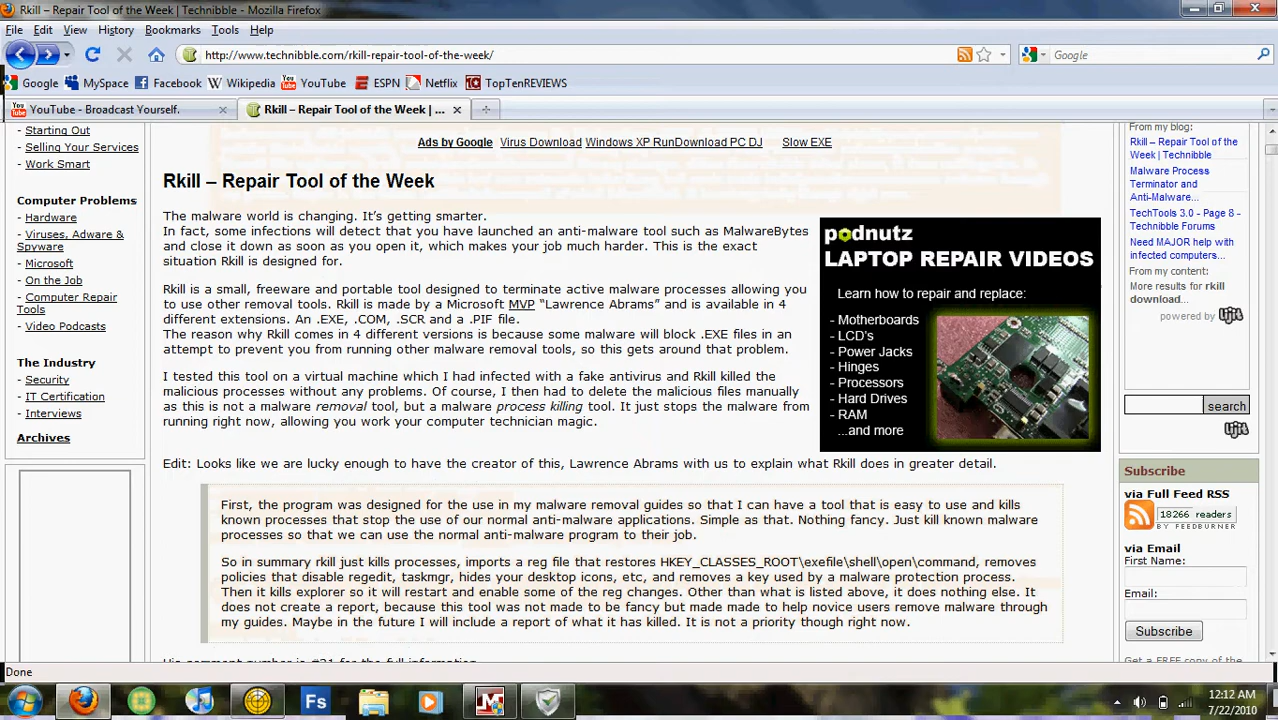 Rkill – Repair Tool of the Week | Technibble - Mozilla Firefox
File Edit View History Bookmarks Tools Help
http://www.technibble.com/rkill-repair-tool-of-the-week/
Google
Google MySpace Facebook Wikipedia YouTube ESPN Netflix TopTenREVIEWS
YouTube - Broadcast Yourself.
Rkill – Repair Tool of the Week | ...
- Starting Out
- Selling Your Services
- Work Smart
Computer Problems
- Hardware
- Viruses, Adware &
Spyware
- Microsoft
- On the Job
- Computer Repair
Tools
- Video Podcasts
The Industry
- Security
- IT Certification
- Interviews
Archives
Ads by Google Virus Download Windows XP RunDownload PC DJ Slow EXE
Rkill – Repair Tool of the Week
The malware world is changing. It's getting smarter.
In fact, some infections will detect that you have launched an anti-malware tool such as MalwareBytes
and close it down as soon as you open it, which makes your job much harder. This is the exact
situation Rkill is designed for.
Rkill is a small, freeware and portable tool designed to terminate active malware processes allowing you
to use other removal tools. Rkill is made by a Microsoft MVP “Lawrence Abrams” and is available in 4
different extensions. An .EXE, .COM, .SCR and a .PIF file.
The reason why Rkill comes in 4 different versions is because some malware will block .EXE files in an
attempt to prevent you from running other malware removal tools, so this gets around that problem.
I tested this tool on a virtual machine which I had infected with a fake antivirus and Rkill killed the
malicious processes without any problems. Of course, I then had to delete the malicious files manually
as this is not a malware removal tool, but a malware process killing tool. It just stops the malware from
running right now, allowing you work your computer technician magic.
podnutz
LAPTOP REPAIR VIDEOS
Learn how to repair and replace:
- Motherboards
- LCD's
- Power Jacks
- Hinges
- Processors
- Hard Drives
- RAM
...and more
Edit: Looks like we are lucky enough to have the creator of this, Lawrence Abrams with us to explain what Rkill does in greater detail.
First, the program was designed for the use in my malware removal guides so that I can have a tool that is easy to use and kills
known processes that stop the use of our normal anti-malware applications. Simple as that. Nothing fancy. Just kill known malware
processes so that we can use the normal anti-malware program to their job.
So in summary rkill just kills processes, imports a reg file that restores HKEY_CLASSES_ROOT\exefile\shell\open\command, removes
policies that disable regedit, taskmgr, hides your desktop icons, etc, and removes a key used by a malware protection process.
Then it kills explorer so it will restart and enable some of the reg changes. Other than what is listed above, it does nothing else. It
does not create a report, because this tool was not made to be fancy but made made to help novice users remove malware through
my guides. Maybe in the future I will include a report of what it has killed. It is not a priority though right now.
His comment number is #21 for the full information
From my blog:
Rkill – Repair Tool of the
Week | Technibble
Malware Process
Terminator and
Anti-Malware...
TechTools 3.0 - Page 8 -
Technibble Forums
Need MAJOR help with
infected computers...
From my content:
More results for rkill
download...
powered by lijit
search
lijit
Subscribe
via Full Feed RSS
18266 readers
BY FEEDBURNER
via Email
First Name:
Email:
Subscribe
Get a FREE copy of the
Done
Fs
12:12 AM
7/22/2010